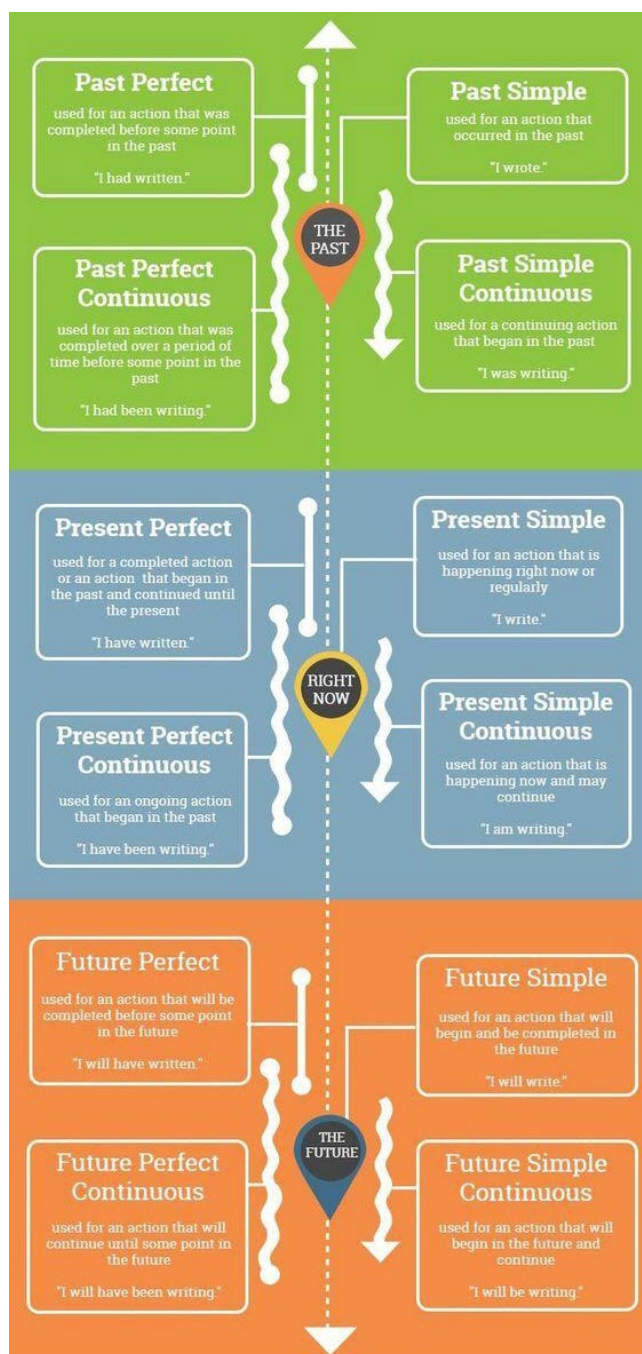 Past Perfect
used for an action that was
completed before some point
in the past
"I had written."
Past Simple
used for an action that
occurred in the past
"I wrote."
THE
PAST
Past Perfect
Continuous
used for an action that was
completed over a period of
time before some point in the
past
"I had been writing."
Past Simple
Continuous
used for a continuing action
that began in the past
"I was writing."
Present Perfect
used for a completed action
or an action that began in
the past and continued until
the present
"I have written."
Present Simple
used for an action that is
happening right now or
regularly
"I write."
RIGHT
NOW
Present Perfect
Continuous
used for an ongoing action
that began in the past
"I have been writing."
Present Simple
Continuous
used for an action that is
happening now and may
continue
"I am writing."
Future Perfect
used for an action that will be
completed before some point
in the future
"I will have written."
Future Simple
used for an action that will
begin and be conmpleted in
the future
"I will write."
THE
FUTURE
Future Perfect
Continuous
used for an action that will
continue until some point in
the future
"I will have been writing."
Future Simple
Continuous
used for an action that will
begin in the future and
continue
"I will be writing."